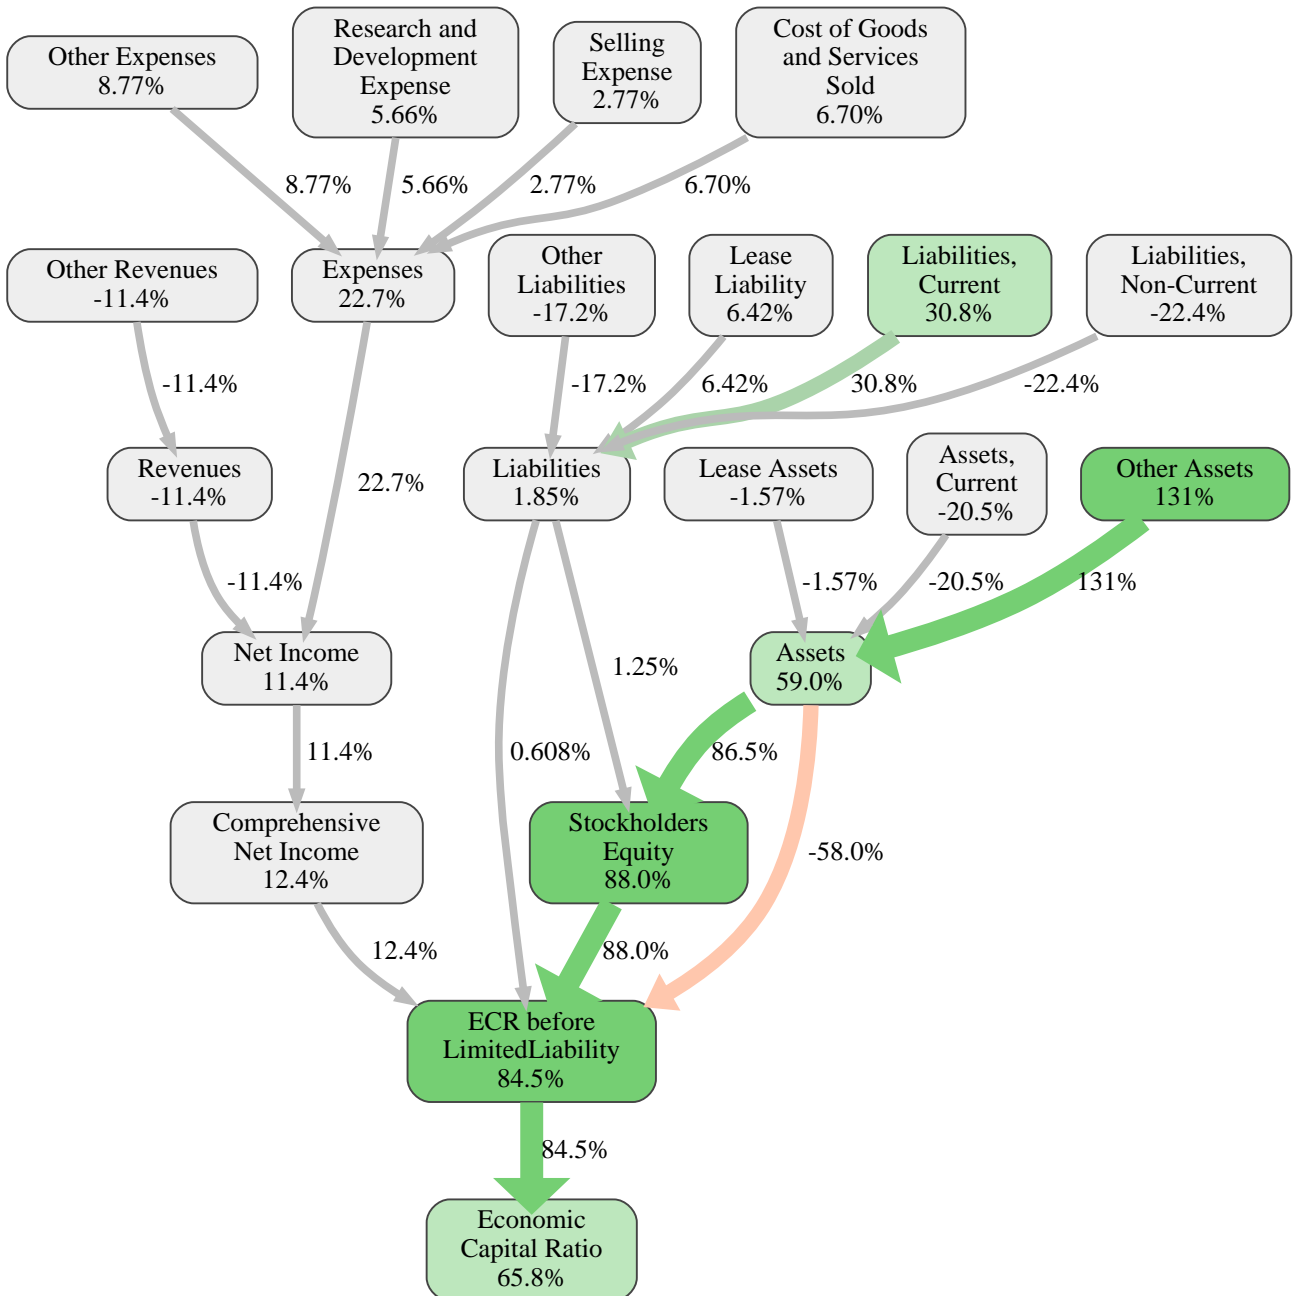 Other Expenses
8.77%
Research and
Development
Expense
5.66%
Selling
Expense
2.77%
Cost of Goods
and Services
Sold
6.70%
8.77%
5.66%
2.77%
6.70%
Other Revenues
-11.4%
Expenses
22.7%
Other
Liabilities
-17.2%
Lease
Liability
6.42%
Liabilities,
Current
30.8%
Liabilities,
Non-Current
-22.4%
-11.4%
-17.2%
6.42%
30.8%
-22.4%
Revenues
-11.4%
22.7%
Liabilities
1.85%
Lease Assets
-1.57%
Assets,
Current
-20.5%
Other Assets
131%
-11.4%
-1.57%
-20.5%
131%
Net Income
11.4%
1.25%
Assets
59.0%
11.4%
0.608%
86.5%
Comprehensive
Net Income
12.4%
Stockholders
Equity
88.0%
-58.0%
12.4%
88.0%
ECR before
LimitedLiability
84.5%
84.5%
Economic
Capital Ratio
65.8%